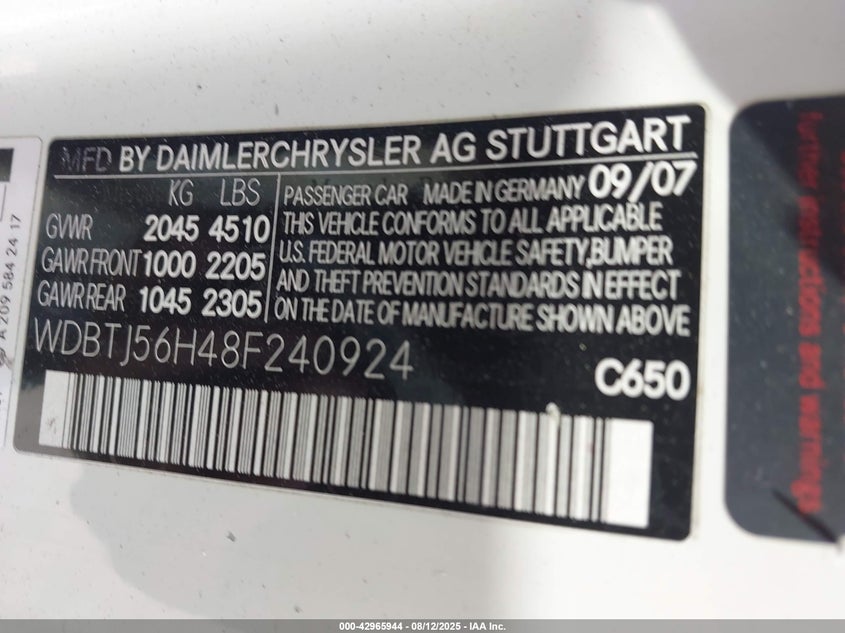 MFD BY DAIMLERCHRYSLER AG STUTTGART
KG LBS
GVWR 2045 4510
GAWR FRONT 1000 2205
GAWR REAR 1045 2305
PASSENGER CAR MADE IN GERMANY 09/07
THIS VEHICLE CONFORMS TO ALL APPLICABLE
U.S. FEDERAL MOTOR VEHICLE SAFETY,BUMPER
AND THEFT PREVENTION STANDARDS IN EFFECT
ON THE DATE OF MANUFACTURE SHOWN ABOVE
WDBTJ56H48F240924
C650
A 209 584 24 17
further instructions and warnings
000-42965944 | 08/12/2025 - IAA Inc.